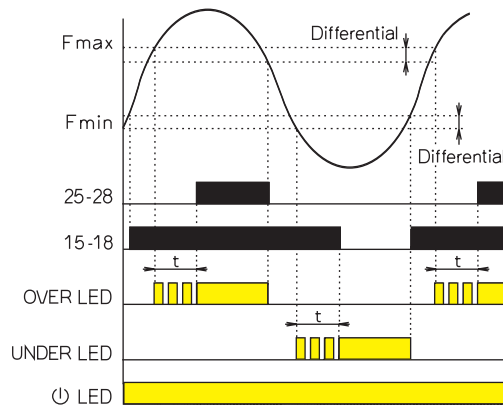 Fmax
Differential
Fmin
Differential
25-28
15-18
t
t
OVER LED
t
UNDER LED
⏻ LED